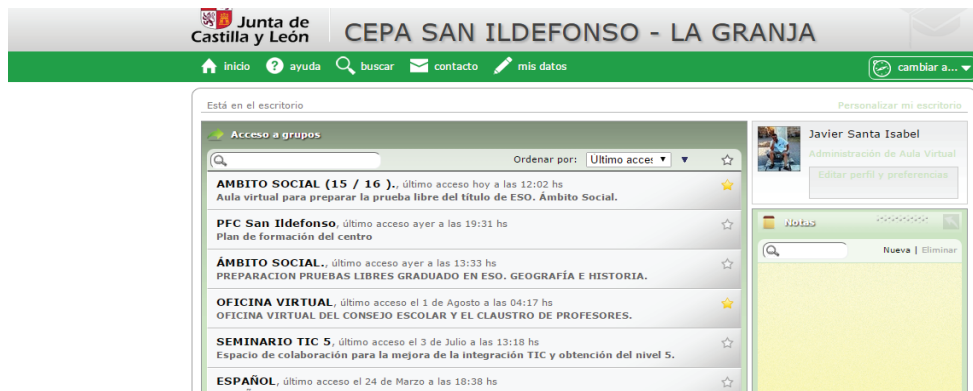 Junta de
Castilla y León
CEPA SAN ILDEFONSO - LA GRANJA
inicio ayuda buscar contacto mis datos cambiar a...
Está en el escritorio
Personalizar mi escritorio
Acceso a grupos
Ordenar por: Último acces
AMBITO SOCIAL (15 / 16 )., último acceso hoy a las 12:02 hs
Aula virtual para preparar la prueba libre del título de ESO. Ámbito Social.
PFC San Ildefonso, último acceso ayer a las 19:31 hs
Plan de formación del centro
ÁMBITO SOCIAL., último acceso ayer a las 13:33 hs
PREPARACION PRUEBAS LIBRES GRADUADO EN ESO. GEOGRAFÍA E HISTORIA.
OFICINA VIRTUAL, último acceso el 1 de Agosto a las 04:17 hs
OFICINA VIRTUAL DEL CONSEJO ESCOLAR Y EL CLAUSTRO DE PROFESORES.
SEMINARIO TIC 5, último acceso el 3 de Julio a las 13:18 hs
Espacio de colaboración para la mejora de la integración TIC y obtención del nivel 5.
ESPAÑOL, último acceso el 24 de Marzo a las 18:38 hs
Javier Santa Isabel
Administración de Aula Virtual
Editar perfil y preferencias
Notas
Nueva | Eliminar